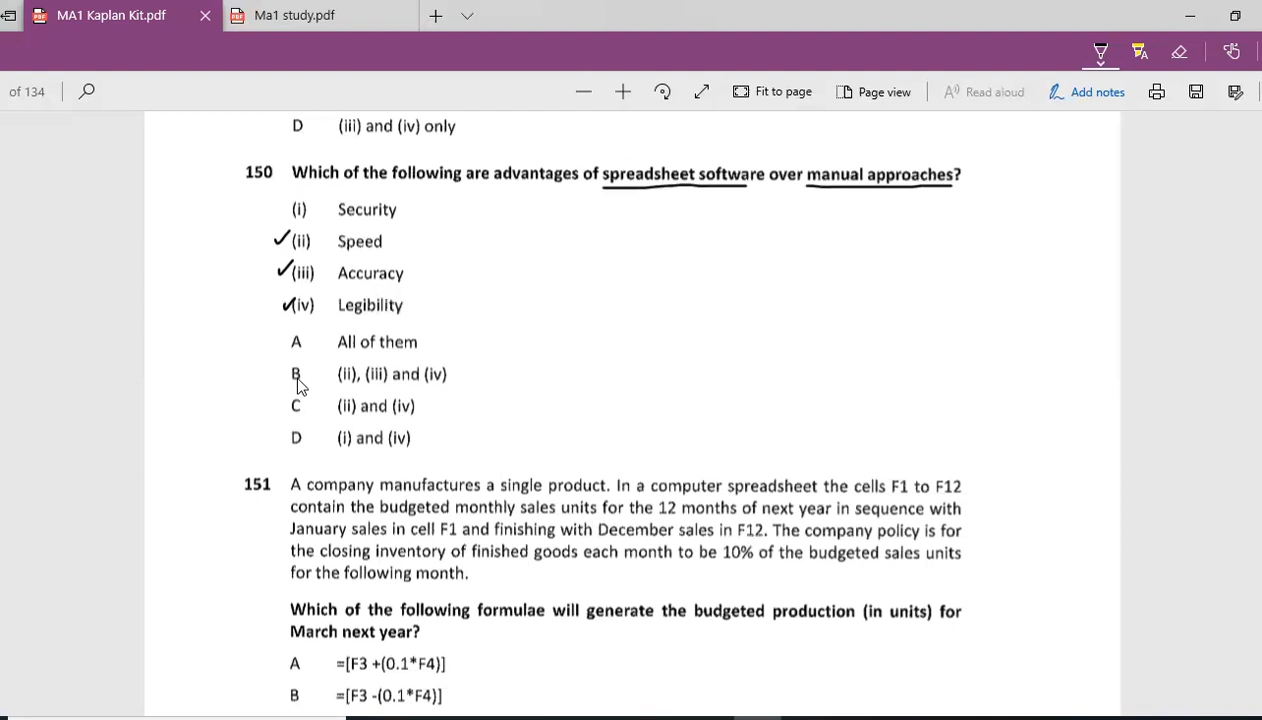 MA1 Kaplan Kit.pdf
Ma1 study.pdf
of 134
Fit to page
Page view
Read aloud
Add notes
D (iii) and (iv) only
150 Which of the following are advantages of spreadsheet software over manual approaches?
(i) Security
(ii) Speed
(iii) Accuracy
(iv) Legibility
A All of them
B (ii), (iii) and (iv)
C (ii) and (iv)
D (i) and (iv)
151 A company manufactures a single product. In a computer spreadsheet the cells F1 to F12
contain the budgeted monthly sales units for the 12 months of next year in sequence with
January sales in cell F1 and finishing with December sales in F12. The company policy is for
the closing inventory of finished goods each month to be 10% of the budgeted sales units
for the following month.
Which of the following formulae will generate the budgeted production (in units) for
March next year?
A =[F3 +(0.1*F4)]
B =[F3 -(0.1*F4)]